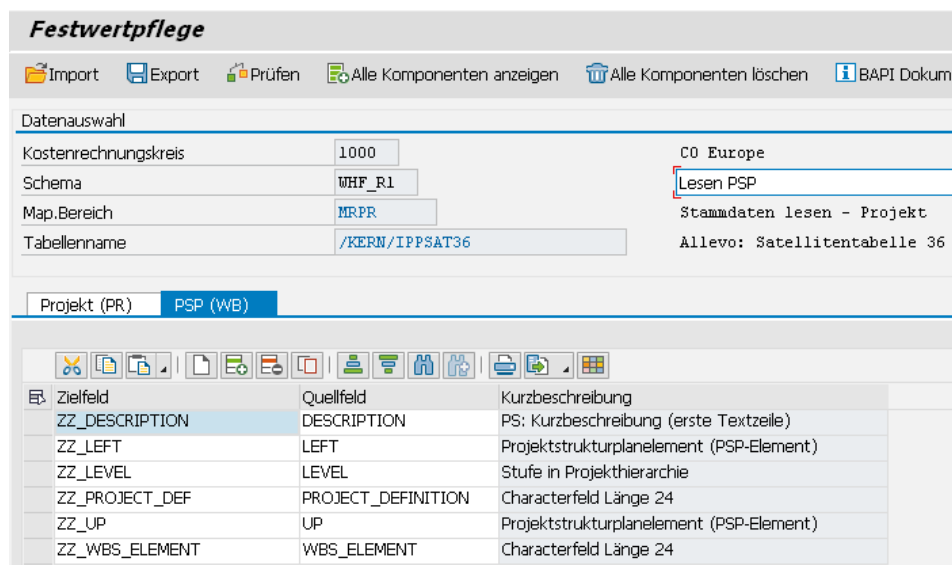 Festwertpflege
Import Export Prüfen Alle Komponenten anzeigen Alle Komponenten löschen BAPI Dokum
Datenauswahl
Kostenrechnungskreis 1000 CO Europe
Schema WHF_R1 Lesen PSP
Map.Bereich MRPR Stammdaten lesen - Projekt
Tabellenname /KERN/IPPSAT36 Allevo: Satellitentabelle 36
Projekt (PR) PSP (WB)
Zielfeld Quellfeld Kurzbeschreibung
ZZ_DESCRIPTION DESCRIPTION PS: Kurzbeschreibung (erste Textzeile)
ZZ_LEFT LEFT Projektstrukturplanelement (PSP-Element)
ZZ_LEVEL LEVEL Stufe in Projekthierarchie
ZZ_PROJECT_DEF PROJECT_DEFINITION Characterfeld Länge 24
ZZ_UP UP Projektstrukturplanelement (PSP-Element)
ZZ_WBS_ELEMENT WBS_ELEMENT Characterfeld Länge 24